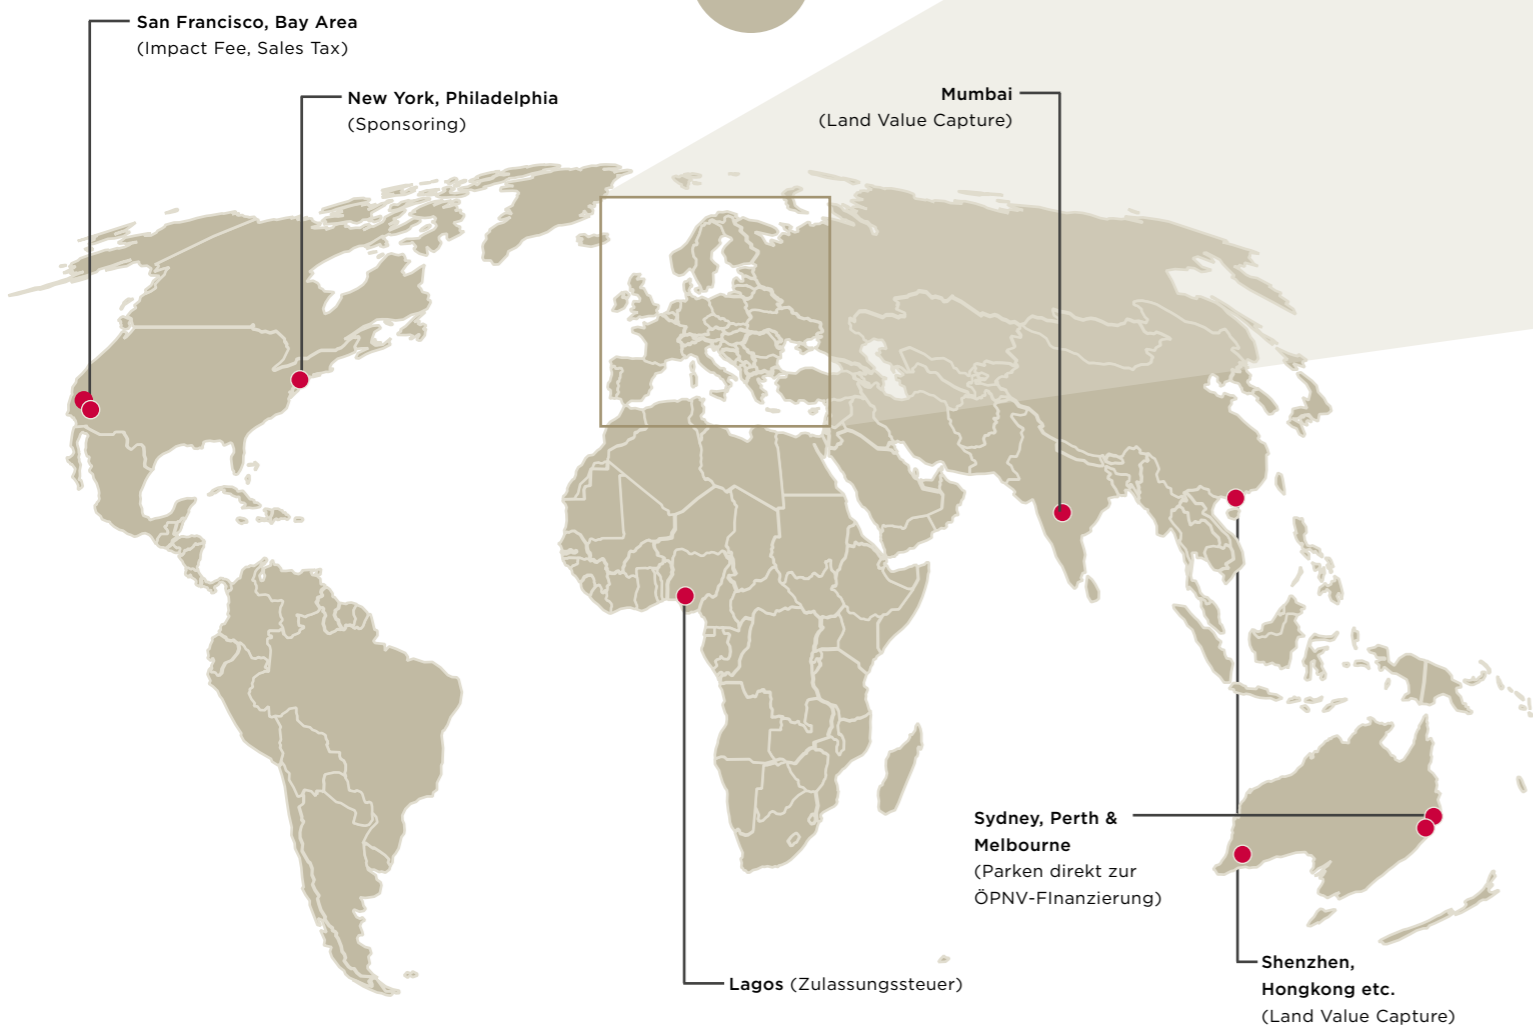 San Francisco, Bay Area
(Impact Fee, Sales Tax)
New York, Philadelphia
(Sponsoring)
Mumbai
(Land Value Capture)
Sydney, Perth &
Melbourne
(Parken direkt zur
ÖPNV-FInanzierung)
Lagos (Zulassungssteuer)
Shenzhen,
Hongkong etc.
(Land Value Capture)